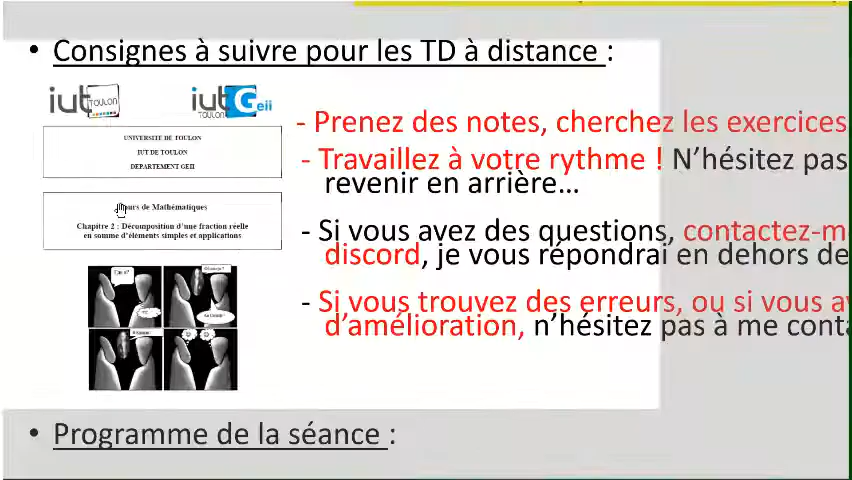 • Consignes à suivre pour les TD à distance :
iut TOULON
iut TOULON Geii
UNIVERSITE DE TOULON
IUT DE TOULON
DEPARTEMENT GEII
de Mathématiques
Chapitre 2 : Décomposition d'une fraction réelle
en somme d'éléments simples et applications
- Prenez des notes, cherchez les exercices
- Travaillez à votre rythme ! N'hésitez pas
revenir en arrière…
- Si vous avez des questions, contactez-m
discord, je vous répondrai en dehors de
- Si vous trouvez des erreurs, ou si vous av
d'amélioration, n'hésitez pas à me conta
• Programme de la séance :